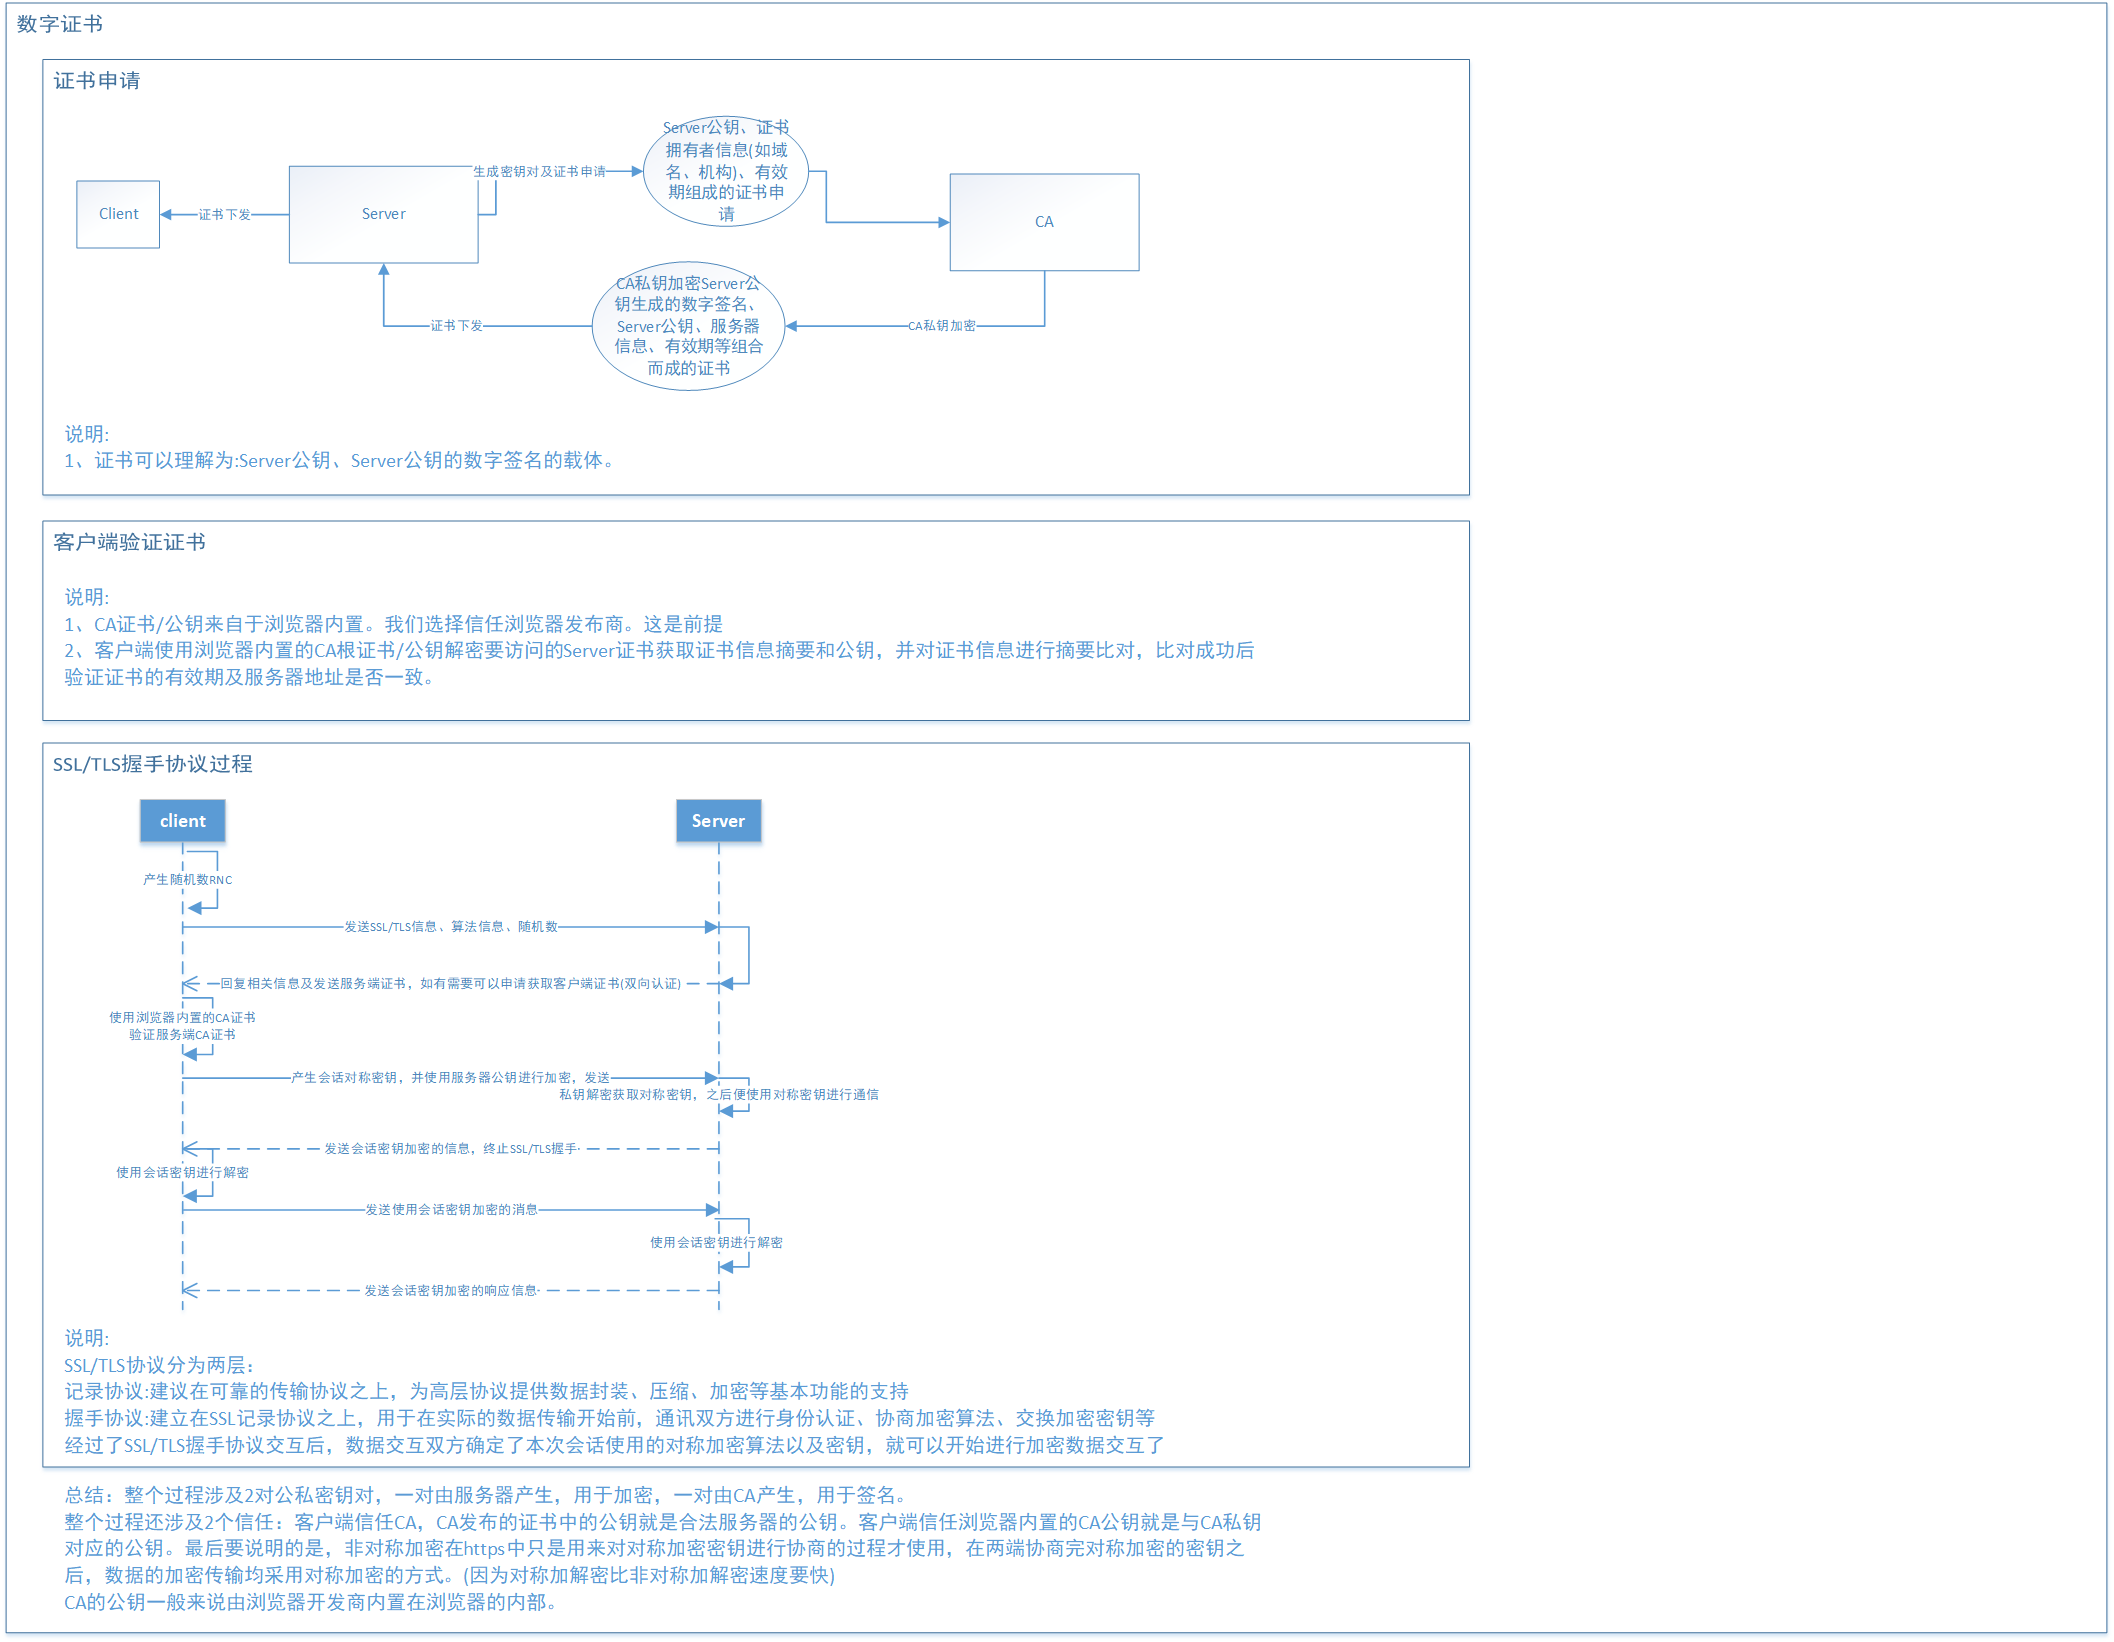 数字证书
证书申请
Server公钥、证书
拥有者信息(如域
名、机构)、有效
期组成的证书申
请
生成密钥对及证书申请
Client
证书下发
Server
CA
CA私钥加密Server公
钥生成的数字签名、
Server公钥、服务器
信息、有效期等组合
而成的证书
证书下发
CA私钥加密
说明:
1、证书可以理解为:Server公钥、Server公钥的数字签名的载体。
客户端验证证书
说明:
1、CA证书/公钥来自于浏览器内置。我们选择信任浏览器发布商。这是前提
2、客户端使用浏览器内置的CA根证书/公钥解密要访问的Server证书获取证书信息摘要和公钥，并对证书信息进行摘要比对，比对成功后
验证证书的有效期及服务器地址是否一致。
SSL/TLS握手协议过程
client
Server
产生随机数RNC
发送SSL/TLS信息、算法信息、随机数
回复相关信息及发送服务端证书，如有需要可以申请获取客户端证书(双向认证)
使用浏览器内置的CA证书
验证服务端CA证书
产生会话对称密钥，并使用服务器公钥进行加密，发送
私钥解密获取对称密钥，之后便使用对称密钥进行通信
发送会话密钥加密的信息，终止SSL/TLS握手
使用会话密钥进行解密
发送使用会话密钥加密的消息
使用会话密钥进行解密
发送会话密钥加密的响应信息
说明:
SSL/TLS协议分为两层：
记录协议:建议在可靠的传输协议之上，为高层协议提供数据封装、压缩、加密等基本功能的支持
握手协议:建立在SSL记录协议之上，用于在实际的数据传输开始前，通讯双方进行身份认证、协商加密算法、交换加密密钥等
经过了SSL/TLS握手协议交互后，数据交互双方确定了本次会话使用的对称加密算法以及密钥，就可以开始进行加密数据交互了
总结：整个过程涉及2对公私密钥对，一对由服务器产生，用于加密，一对由CA产生，用于签名。
整个过程还涉及2个信任：客户端信任CA，CA发布的证书中的公钥就是合法服务器的公钥。客户端信任浏览器内置的CA公钥就是与CA私钥
对应的公钥。最后要说明的是，非对称加密在https中只是用来对对称加密密钥进行协商的过程才使用，在两端协商完对称加密的密钥之
后，数据的加密传输均采用对称加密的方式。(因为对称加解密比非对称加解密速度要快)
CA的公钥一般来说由浏览器开发商内置在浏览器的内部。